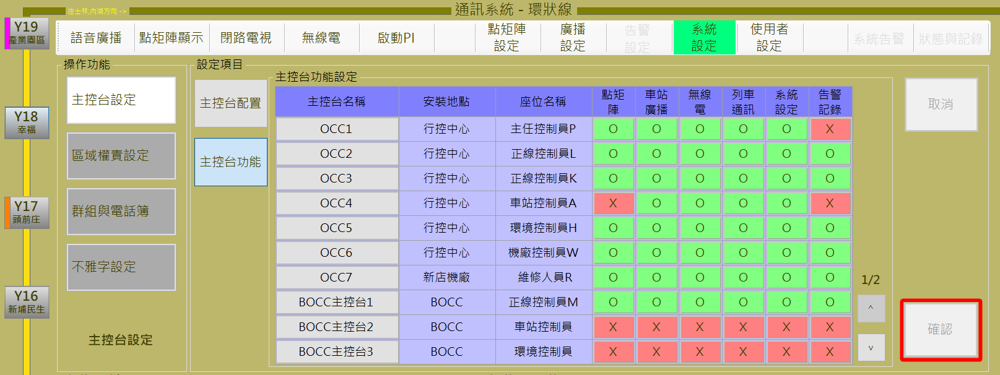 往士林,內湖方向 ->
通訊系統 - 環狀線
Y19
產業園區
語音廣播 點矩陣顯示 閉路電視 無線電 啟動PI 點矩陣設定 廣播設定 告警設定 系統設定 使用者設定 系統告警 狀態與記錄
操作功能
主控台設定
區域權責設定
群組與電話簿
不雅字設定
主控台設定
Y18
幸福
Y17
頭前庄
Y16
新埔民生
設定項目
主控台配置
主控台功能
主控台功能設定
主控台名稱 安裝地點 座位名稱 點矩陣 車站廣播 無線電 列車通訊 系統設定 告警記錄
OCC1 行控中心 主任控制員P O O O O O X
OCC2 行控中心 正線控制員L O O O O O O
OCC3 行控中心 正線控制員K O O O O O O
OCC4 行控中心 車站控制員A X O O O O X
OCC5 行控中心 環境控制員H O O O O O O
OCC6 行控中心 機廠控制員W O O O O O O
OCC7 新店機廠 維修人員R O O O O O O
BOCC主控台1 BOCC 正線控制員M O O O O O O
BOCC主控台2 BOCC 車站控制員 X X X X X X
BOCC主控台3 BOCC 環境控制員 X X X X X X
1/2
^
v
取消
確認